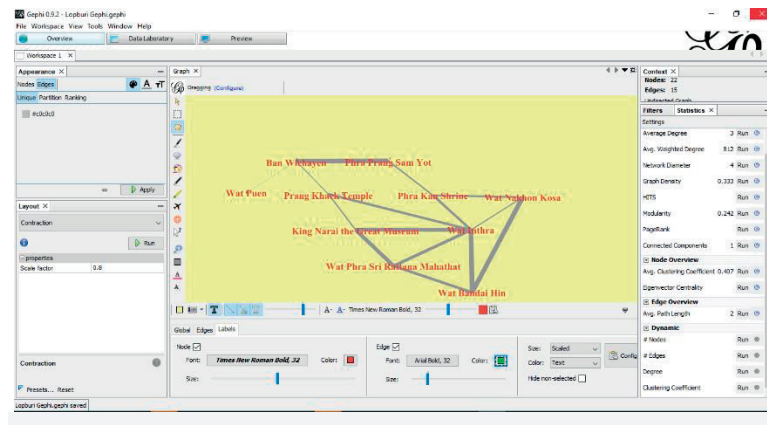 Gephi 0.9.2 - Lopburi Gephi.gephi
File Workspace View Tools Window Help
Overview Data Laboratory Preview
Workspace 1 X
Appearance X
Nodes Edges
Unique Partition Ranking
#c0c0c0
Apply
Layout X
Contraction
Run
properties
Scale factor 0.8
Contraction
Presets... Reset
Lopburi Gephi.gephi saved
Graph X
Dragging (Configure)
Ban Wichayen Phra Prang Sam Yot
Wat Puen Prang Khaek Temple Phra Kan Shrine Wat Nakhon Kosa
King Narai the Great Museum Wat Inthra
Wat Phra Sri Rattana Mahathat
Wat Bandai Hin
T A- A- Times New Roman Bold, 32
Global Edges Labels
Node Edge
Font: Times New Roman Bold, 32 Color: Font: Arial Bold, 32 Color:
Size: Size:
Size: Scaled
Color: Text
Hide non-selected
Config
Context X
Nodes: 22
Edges: 15
Undirected Graph
Filters Statistics X
Settings
Average Degree 3 Run
Avg. Weighted Degree 812 Run
Network Diameter 4 Run
Graph Density 0.333 Run
HITS Run
Modularity 0.242 Run
PageRank Run
Connected Components 1 Run
Node Overview
Avg. Clustering Coefficient 0.407 Run
Eigenvector Centrality Run
Edge Overview
Avg. Path Length 2 Run
Dynamic
# Nodes Run
# Edges Run
Degree Run
Clustering Coefficient Run